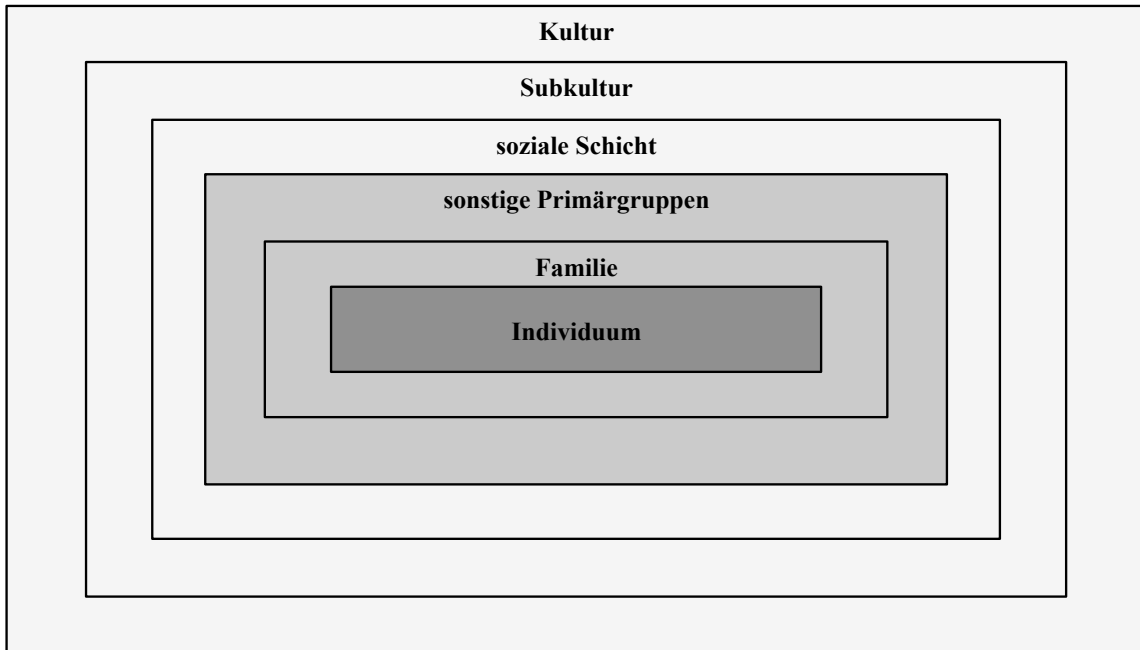 Kultur
Subkultur
soziale Schicht
sonstige Primärgruppen
Familie
Individuum